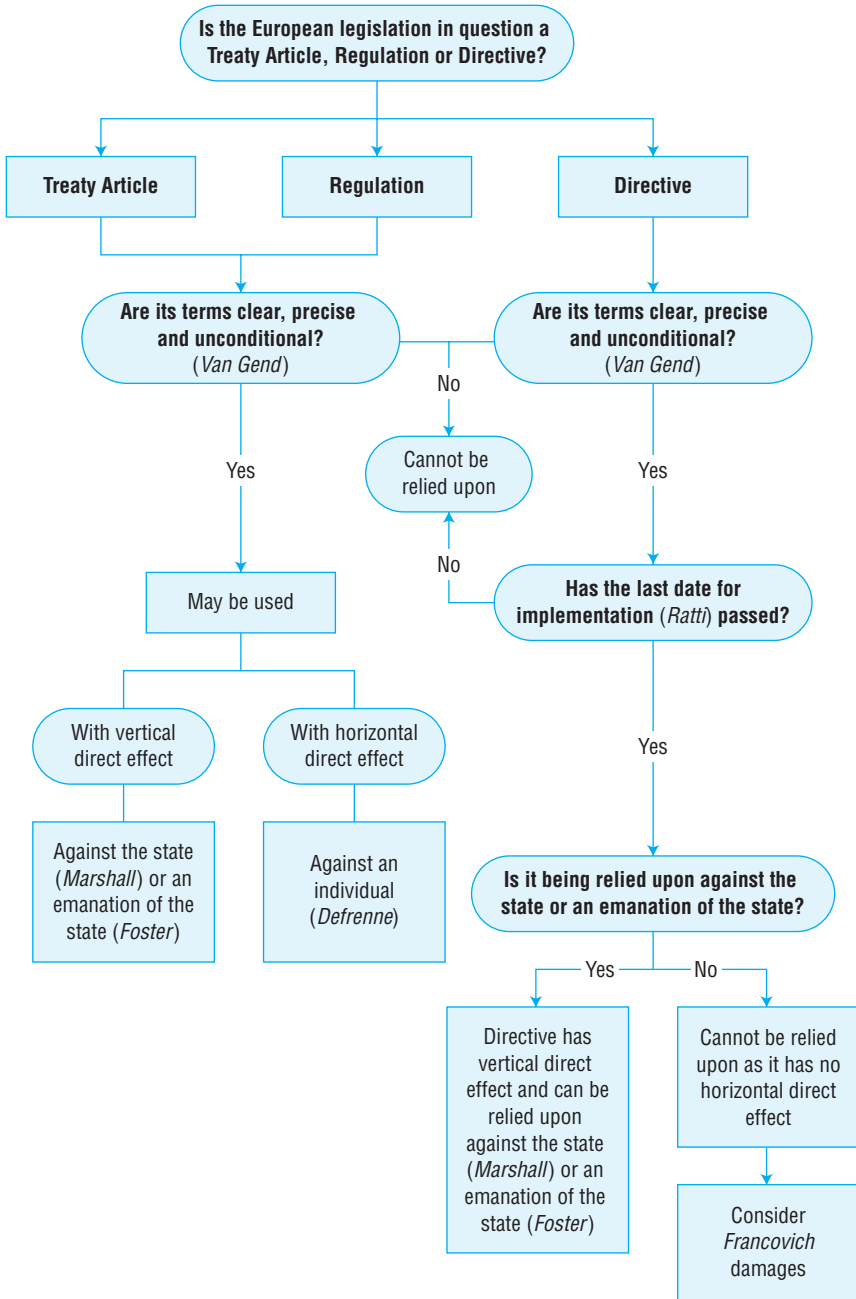 Is the European legislation in question a
Treaty Article, Regulation or Directive?
Treaty Article
Regulation
Directive
Are its terms clear, precise
and unconditional?
(Van Gend)
Are its terms clear, precise
and unconditional?
(Van Gend)
No
Yes
Cannot be
relied upon
Yes
No
May be used
Has the last date for
implementation (Ratti) passed?
With vertical
direct effect
With horizontal
direct effect
Yes
Against the state
(Marshall) or an
emanation of the
state (Foster)
Against an
individual
(Defrenne)
Is it being relied upon against the
state or an emanation of the state?
Yes
No
Directive has
vertical direct
effect and can be
relied upon
against the state
(Marshall) or an
emanation of the
state (Foster)
Cannot be relied
upon as it has no
horizontal direct
effect
Consider
Francovich
damages